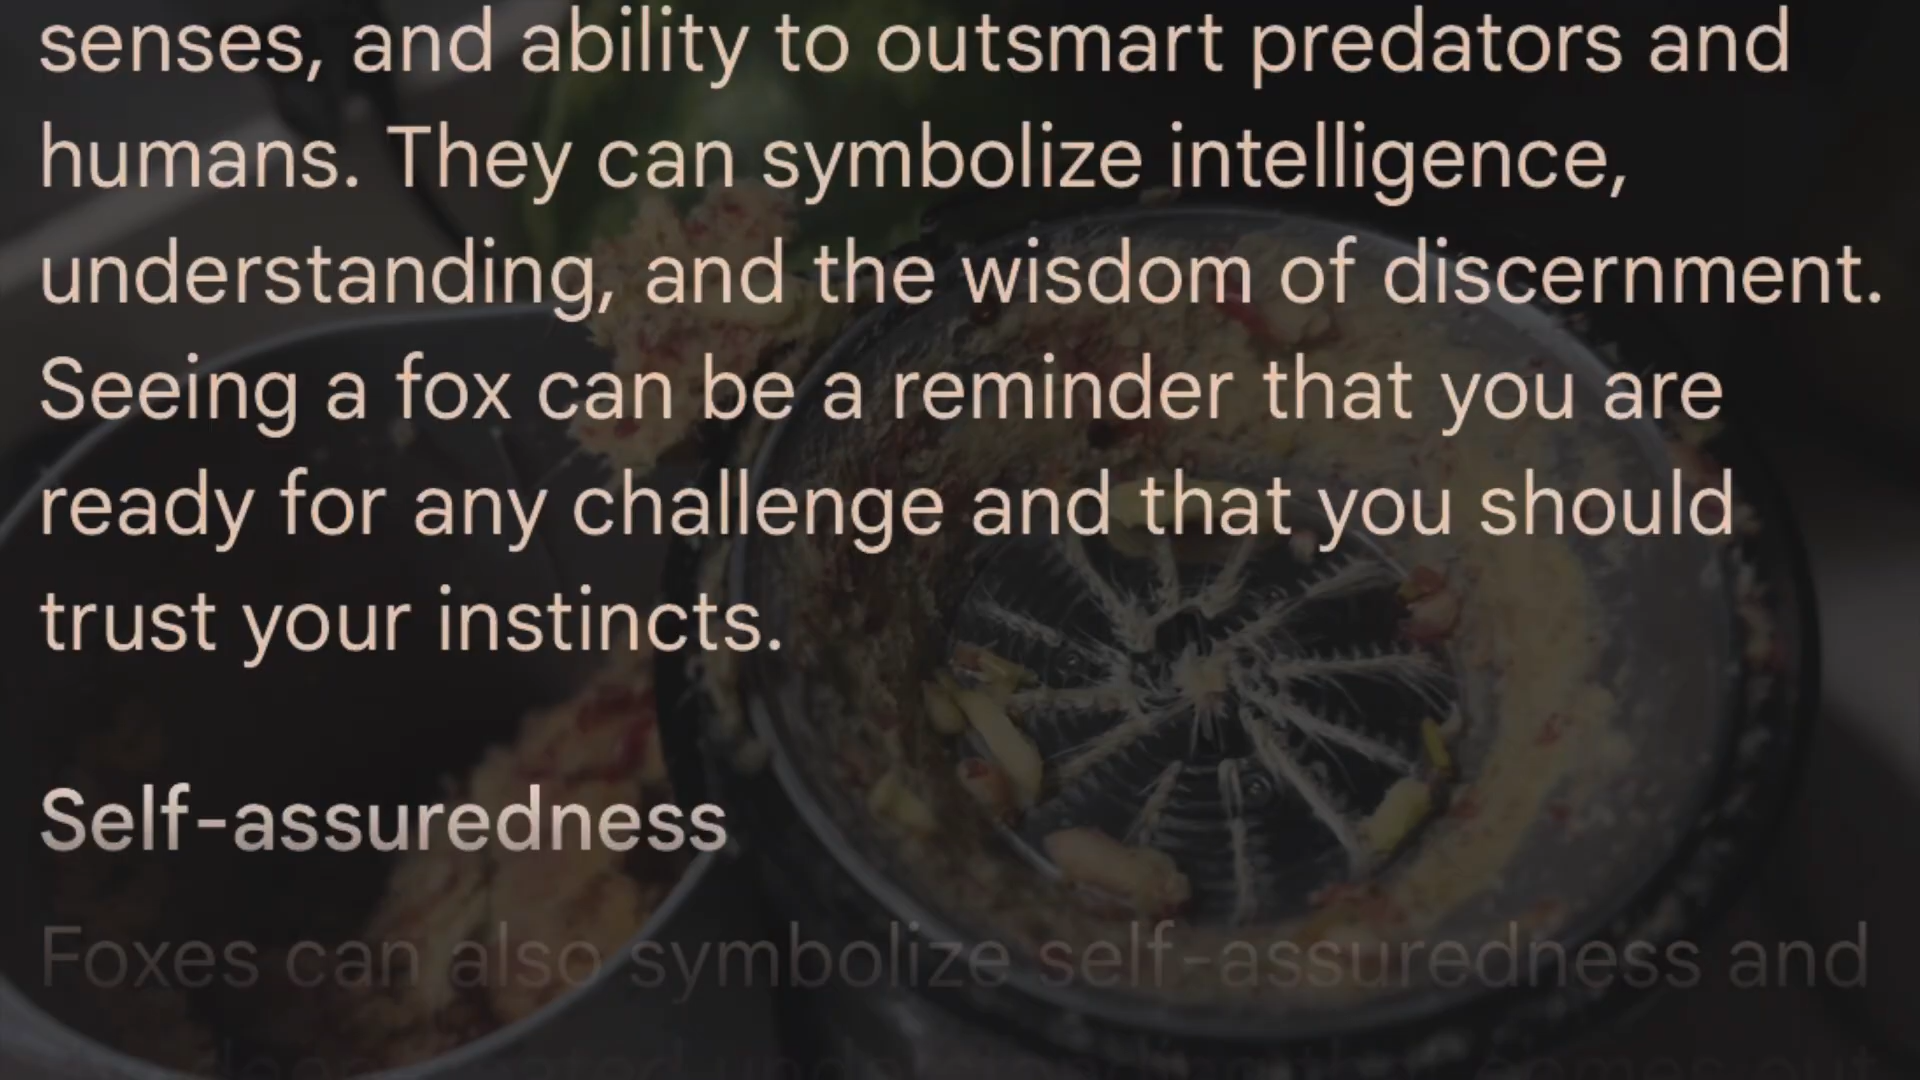 senses, and ability to outsmart predators and
humans. They can symbolize intelligence,
understanding, and the wisdom of discernment.
Seeing a fox can be a reminder that you are
ready for any challenge and that you should
trust your instincts.
Self-assuredness
Foxes can also symbolize self-assuredness and